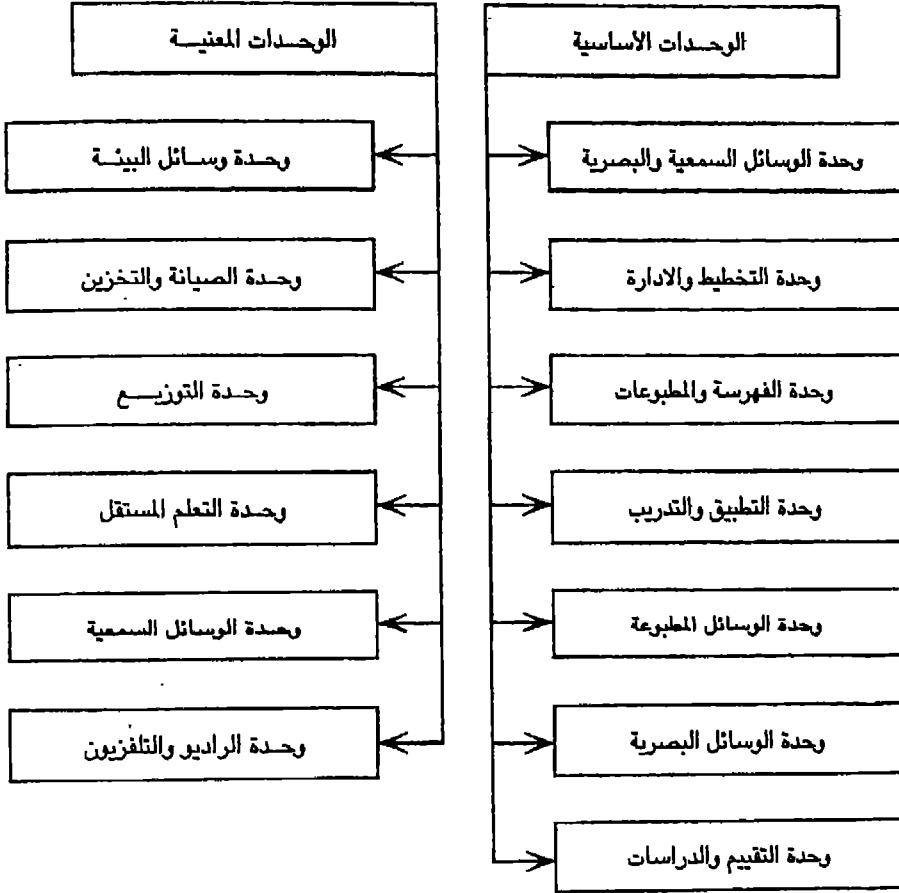 الوحدات الأساسية
وحدة الوسائل السمعية والبصرية
وحدة التخطيط والادارة
وحدة الفهرسة والمطبوعات
وحدة التطبيق والتدريب
وحدة الوسائل المطبوعة
وحدة الوسائل البصرية
وحدة التقييم والدراسات
الوحدات المعنية
وحدة وسائل البيئة
وحدة الصيانة والتخزين
وحدة التوزيع
وحدة التعلم المستقل
وحدة الوسائل السمعية
وحدة الراديو والتلفزيون